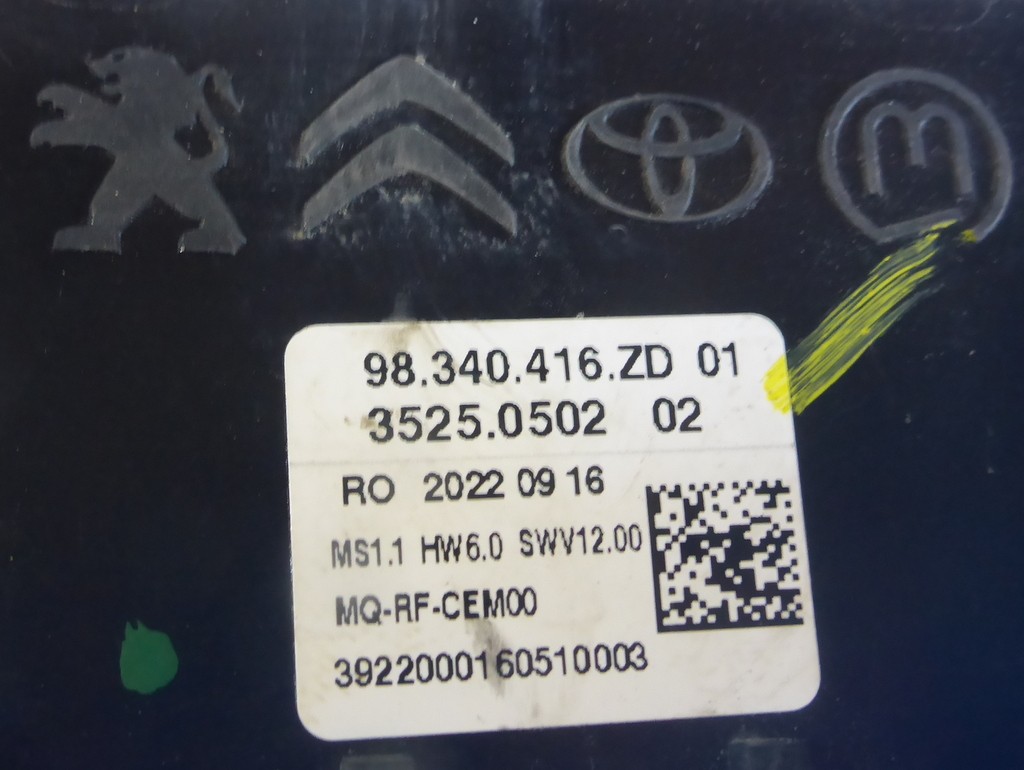 98.340.416.ZD 01
3525.0502 02
RO 2022 09 16
MS1.1 HW6.0 SWV12.00
MQ-RF-CEM00
3922000160510003